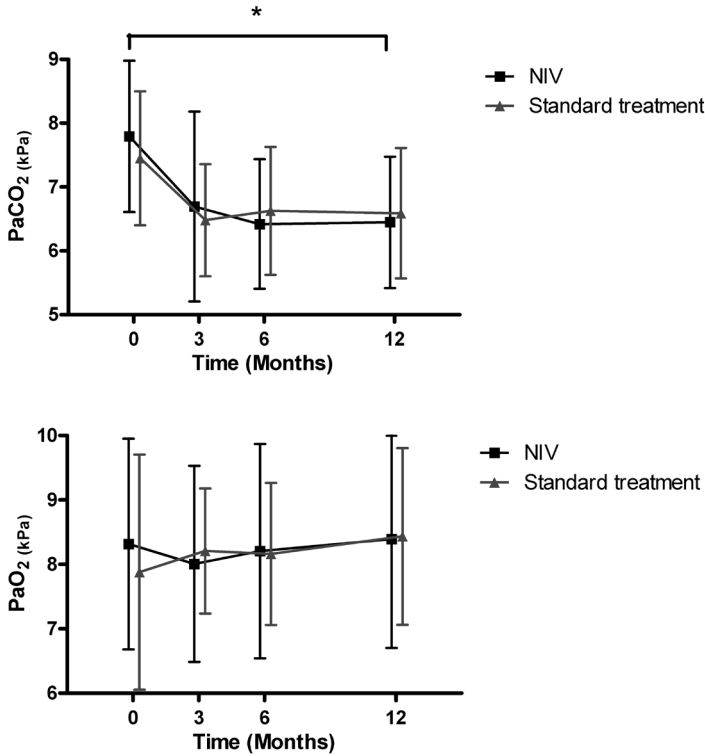 *
9
8
7
6
5
PaCO2 (kPa)
0 3 6 12
Time (Months)
NIV
Standard treatment
10
9
8
7
6
PaO2 (kPa)
0 3 6 12
Time (Months)
NIV
Standard treatment